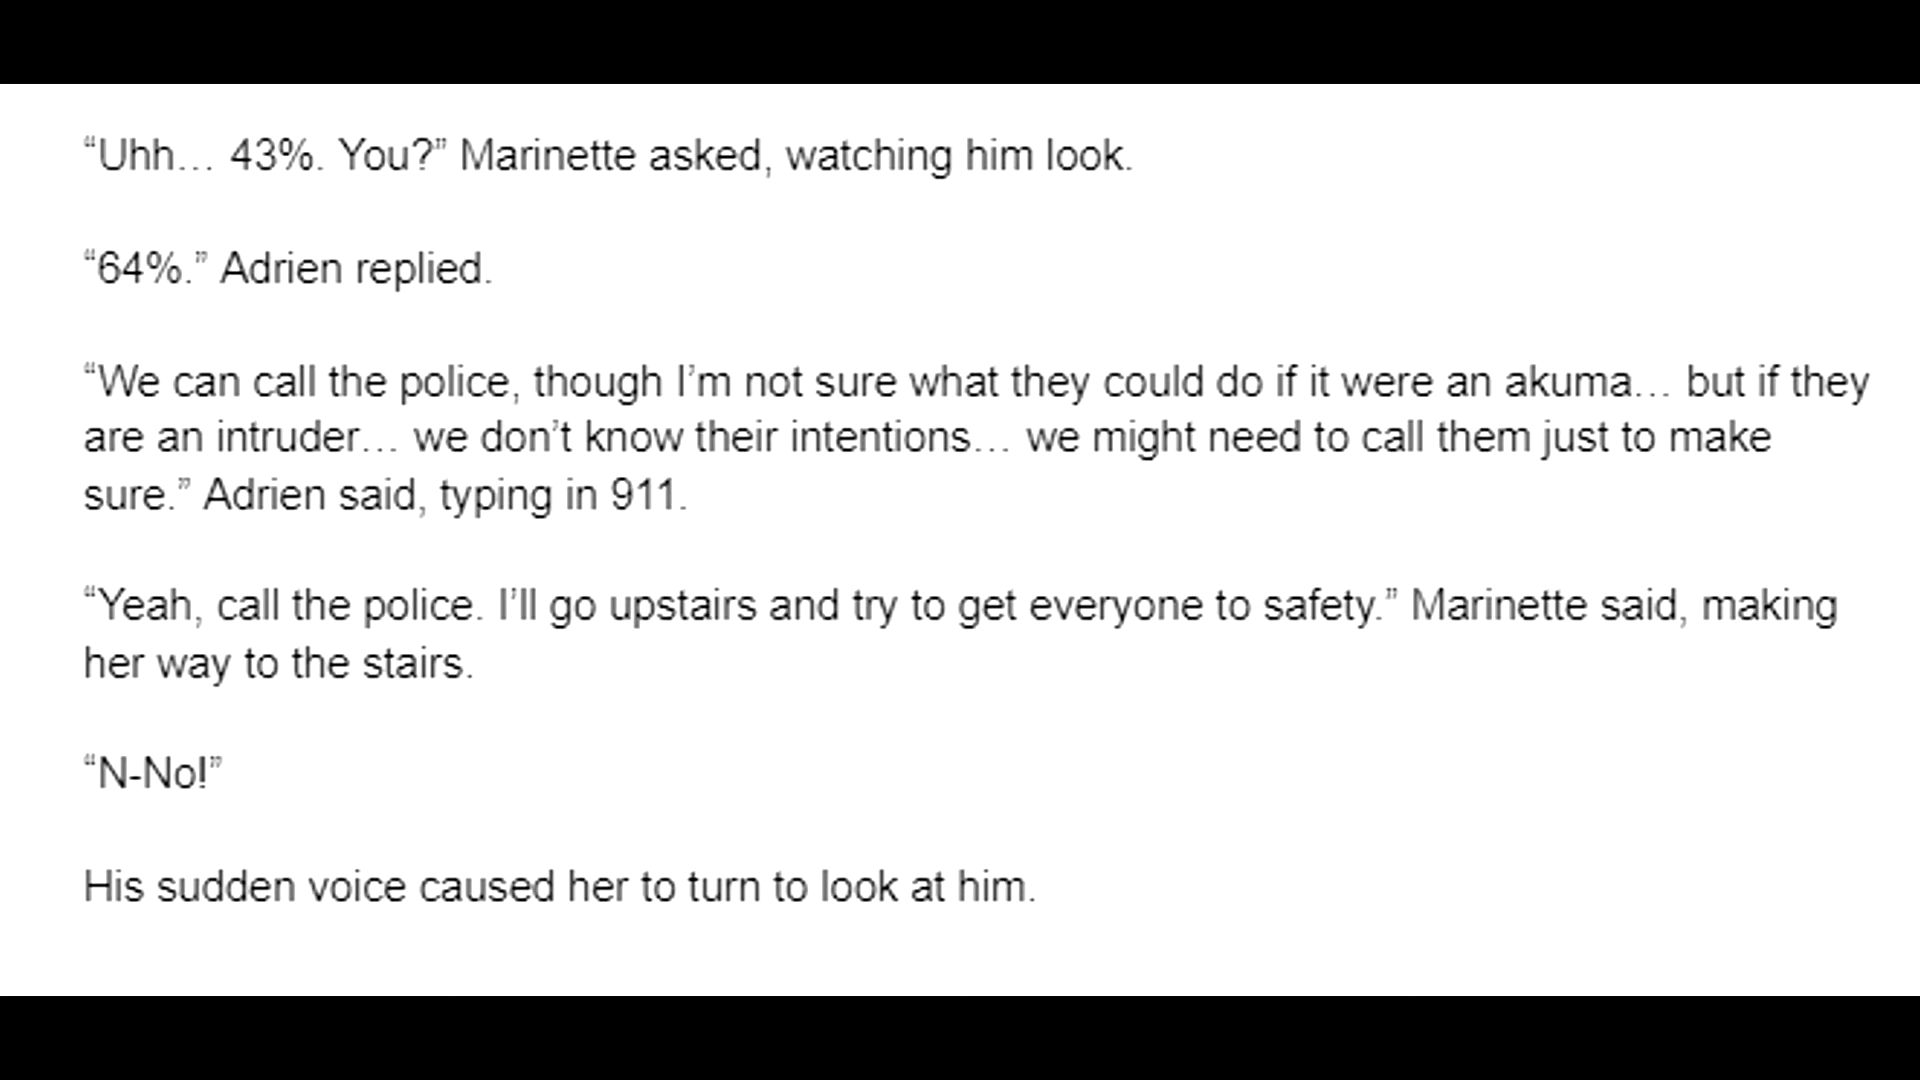 “Uhh… 43%. You?” Marinette asked, watching him look.
“64%.” Adrien replied.
“We can call the police, though I’m not sure what they could do if it were an akuma… but if they
are an intruder… we don’t know their intentions… we might need to call them just to make
sure.” Adrien said, typing in 911.
“Yeah, call the police. I’ll go upstairs and try to get everyone to safety.” Marinette said, making
her way to the stairs.
“N-No!”
His sudden voice caused her to turn to look at him.